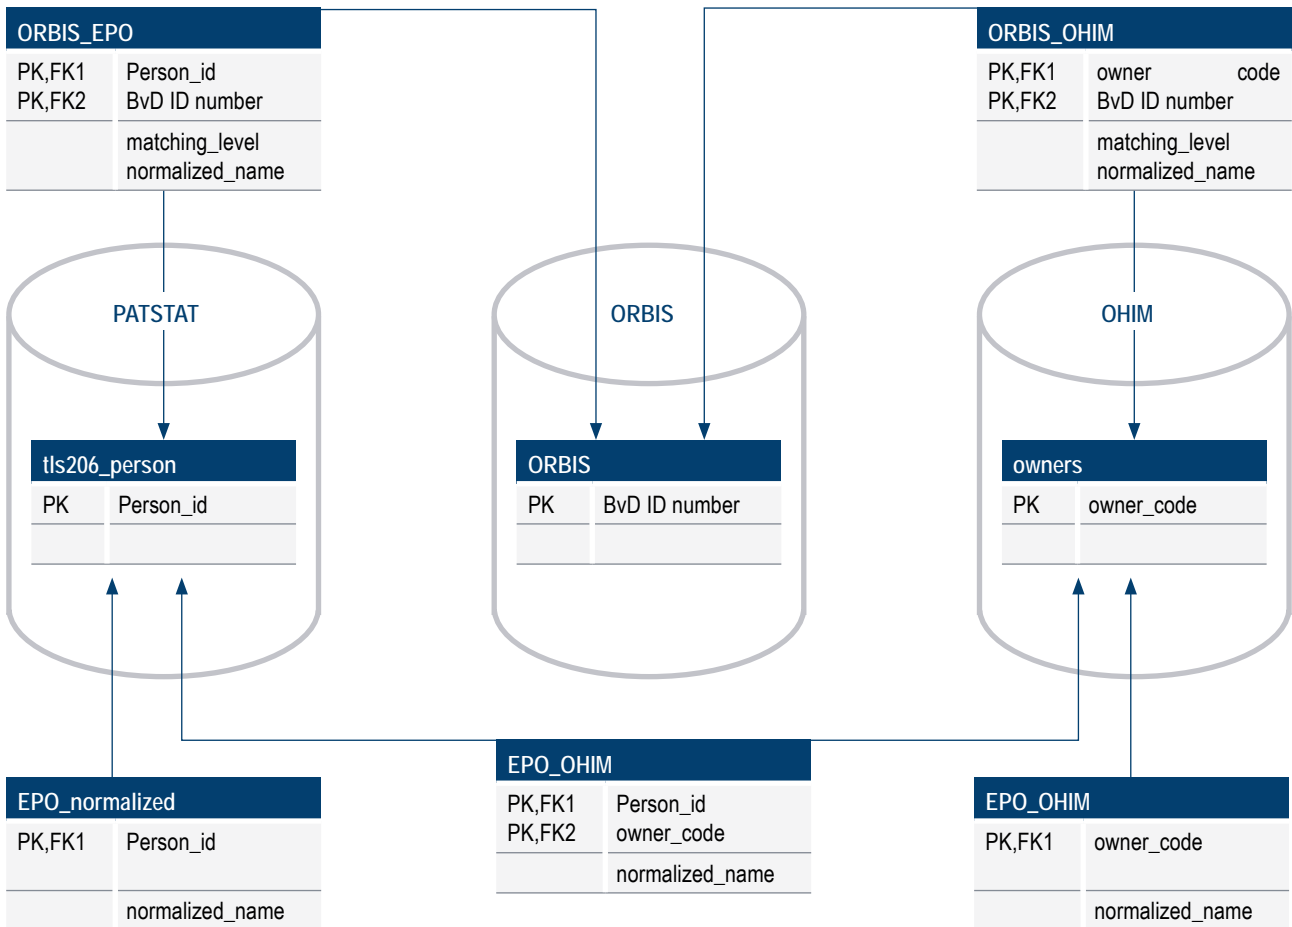 ORBIS_EPO
PK,FK1 Person_id
PK,FK2 BvD ID number
matching_level
normalized_name
ORBIS_OHIM
PK,FK1 owner code
PK,FK2 BvD ID number
matching_level
normalized_name
PATSTAT
ORBIS
OHIM
tls206_person
PK Person_id
ORBIS
PK BvD ID number
owners
PK owner_code
EPO_normalized
PK,FK1 Person_id
normalized_name
EPO_OHIM
PK,FK1 Person_id
PK,FK2 owner_code
normalized_name
EPO_OHIM
PK,FK1 owner_code
normalized_name